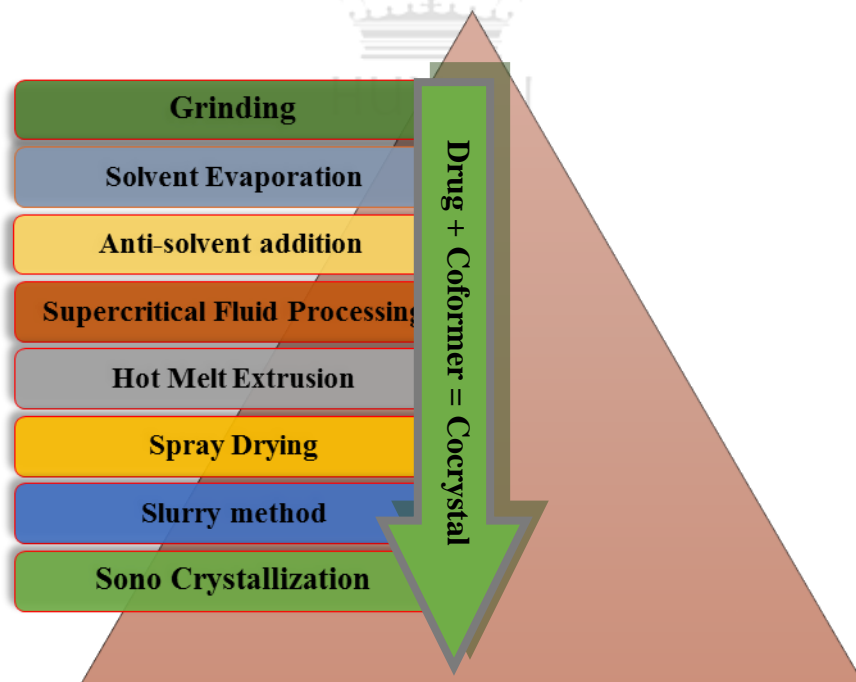 Grinding
Solvent Evaporation
Anti-solvent addition
Supercritical Fluid Processing
Hot Melt Extrusion
Spray Drying
Slurry method
Sono Crystallization
Drug + Coformer = Cocrystal